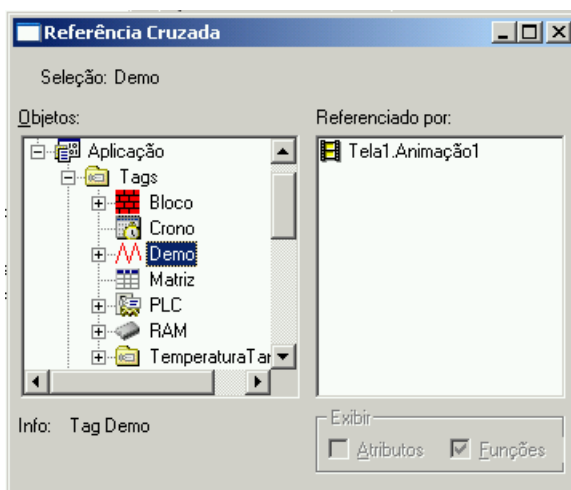 Referência Cruzada
Seleção: Demo
Objetos:
Aplicação
Tags
Bloco
Crono
Demo
Matriz
PLC
RAM
TemperaturaTar
Info: Tag Demo
Referenciado por:
Tela1.Animação1
Exibir
Atributos Funções